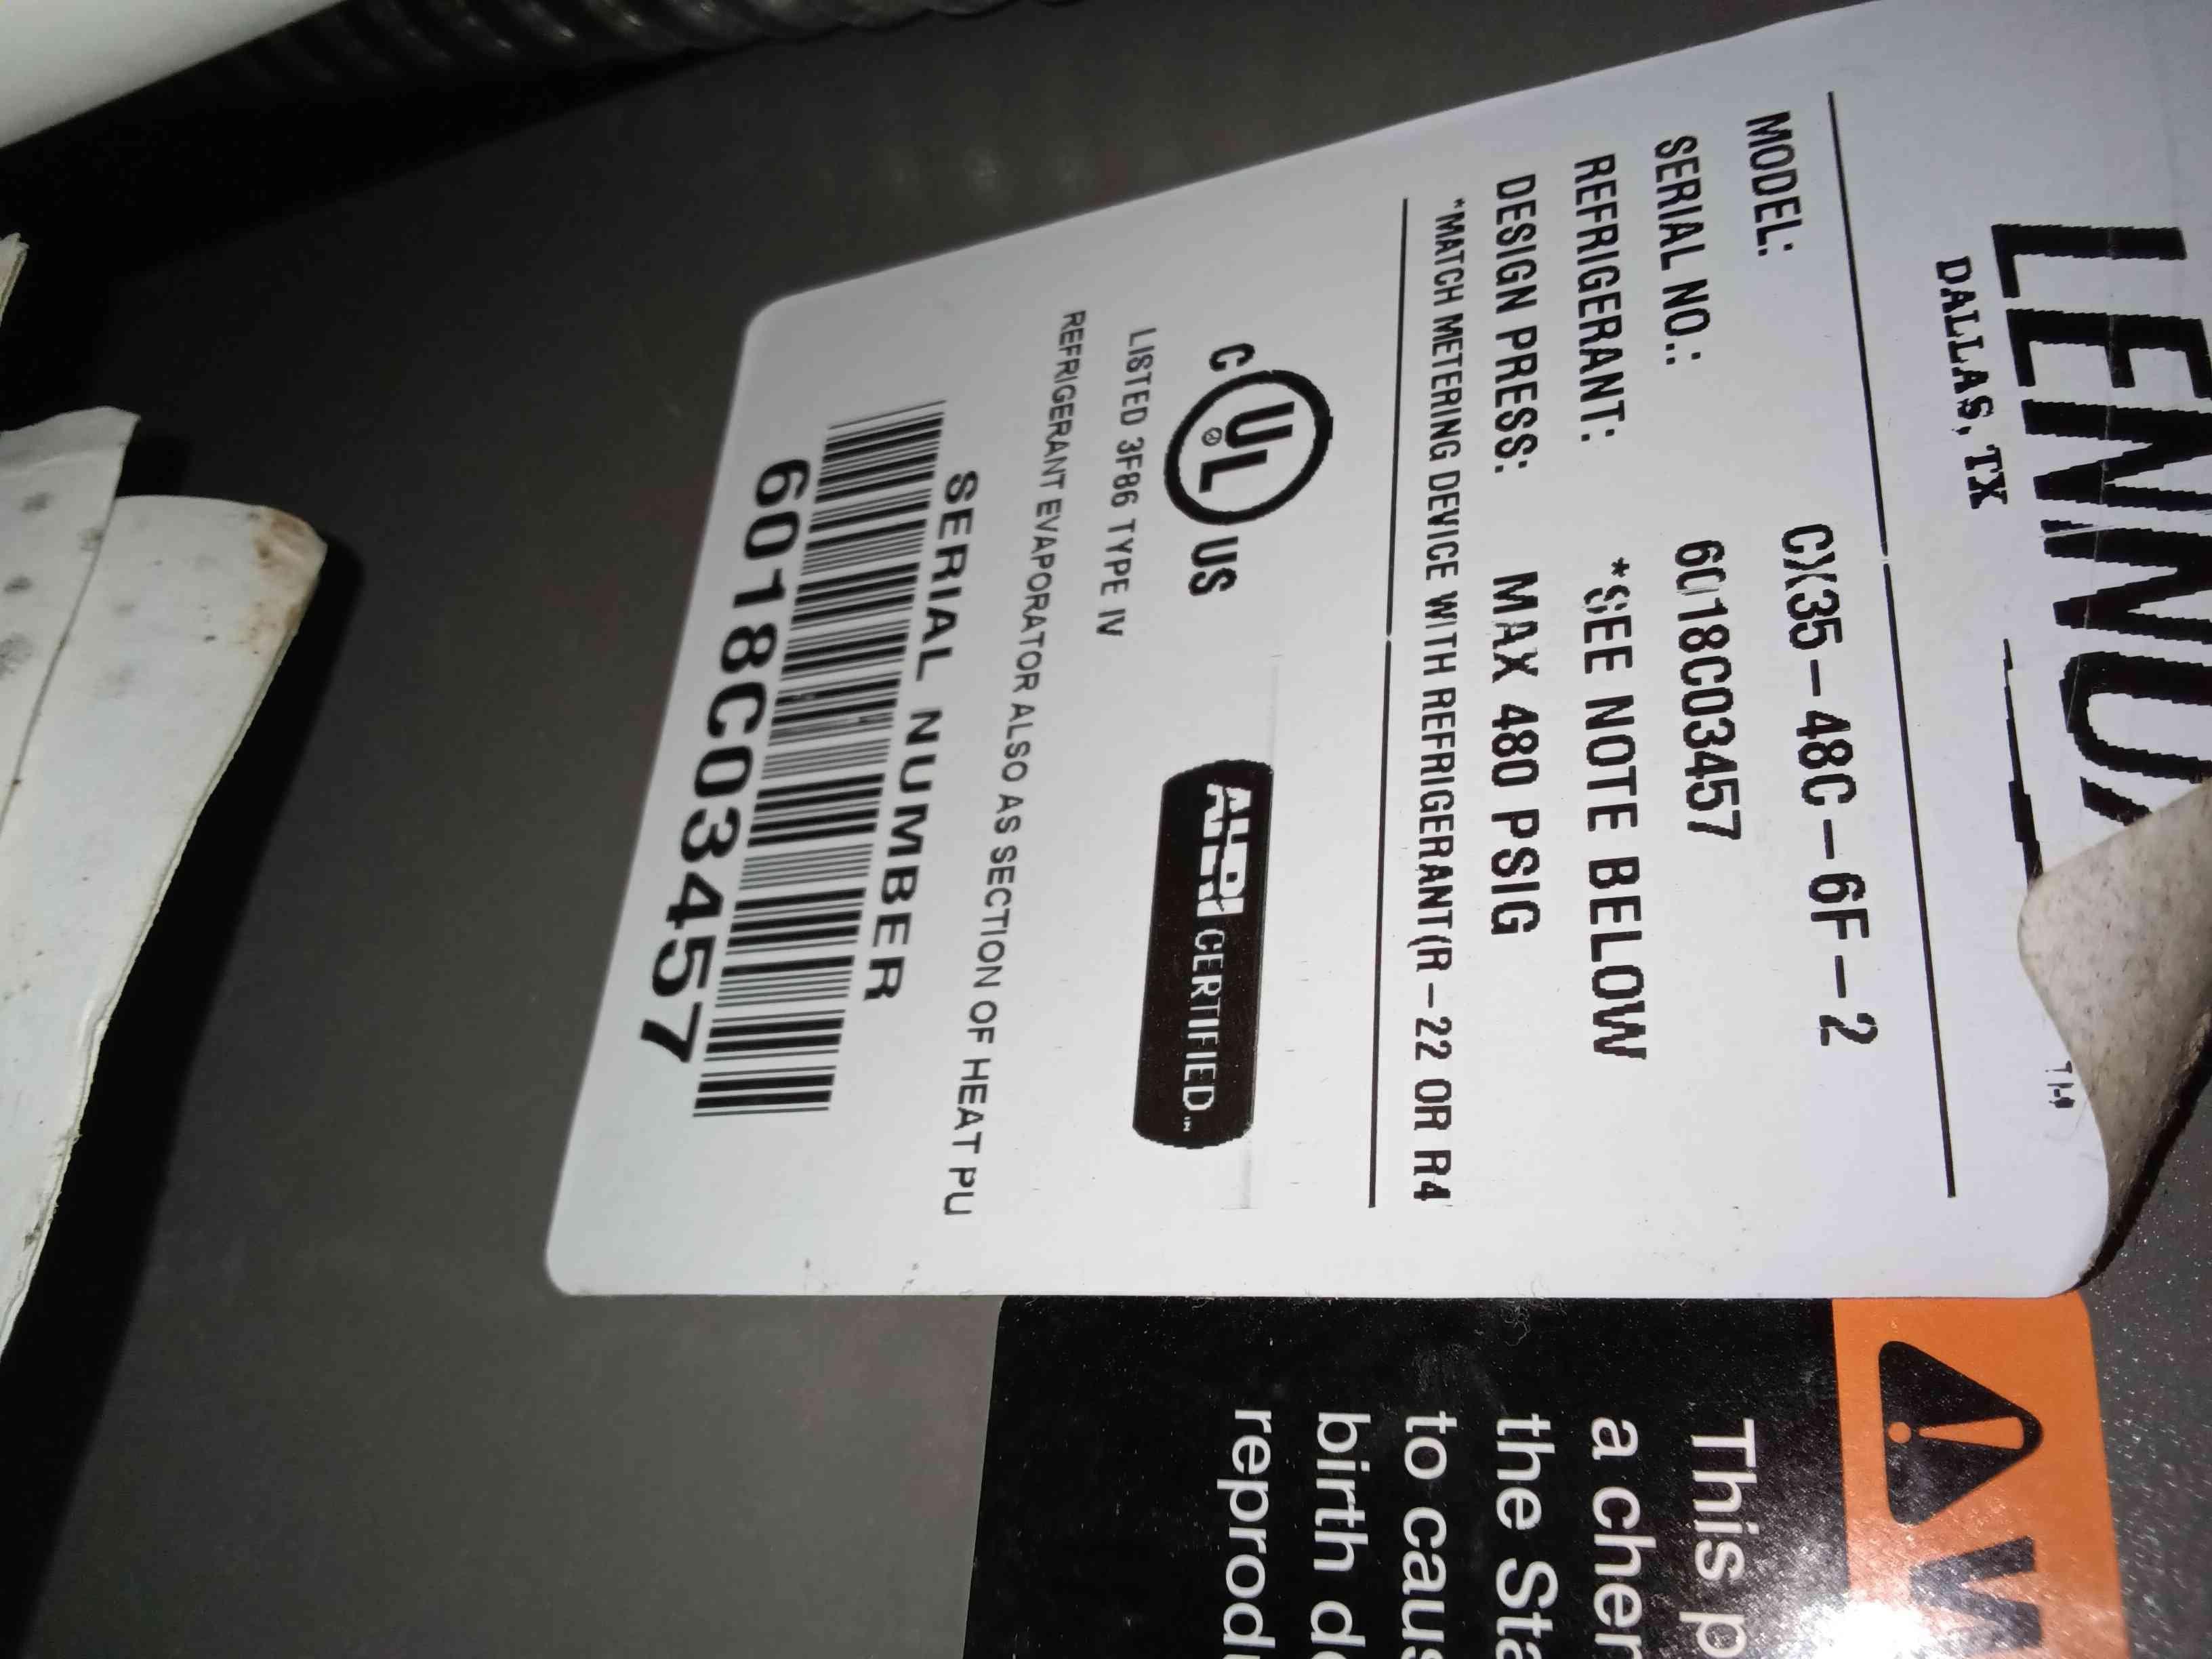 LENNOX
DALLAS, TX
TM
MODEL: CX35-48C-6F-2
SERIAL NO.: 6018C03457
REFRIGERANT: *SEE NOTE BELOW
DESIGN PRESS: MAX 480 PSIG
*MATCH METERING DEVICE WITH REFRIGERANT(R-22 OR R4
C UL US
®
LISTED 3F86 TYPE IV
AHRI CERTIFIED™
REFRIGERANT EVAPORATOR ALSO AS SECTION OF HEAT PU
SERIAL NUMBER
6018C03457
W
This p
a cher
the Sta
to caus
birth de
reprod